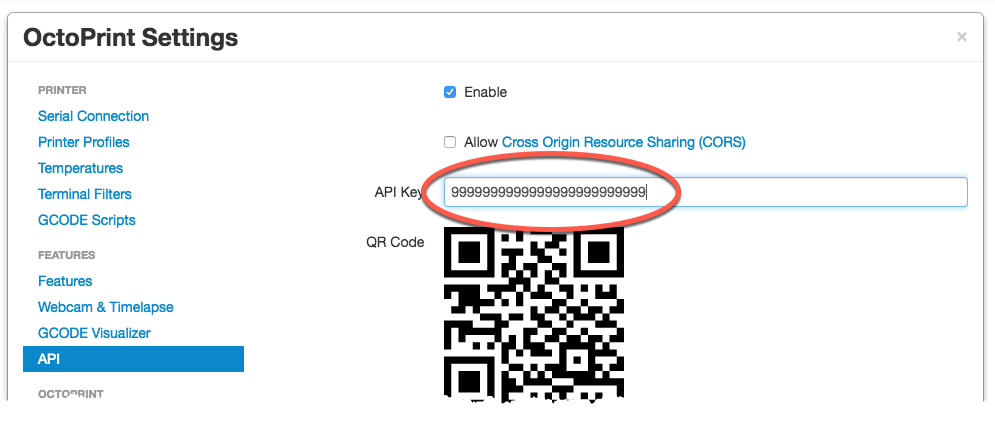 OctoPrint Settings
×
PRINTER
Serial Connection
Printer Profiles
Temperatures
Terminal Filters
GCODE Scripts
FEATURES
Features
Webcam & Timelapse
GCODE Visualizer
API
OCTOPRINT
Enable
Allow Cross Origin Resource Sharing (CORS)
API Key 9999999999999999999999999
QR Code